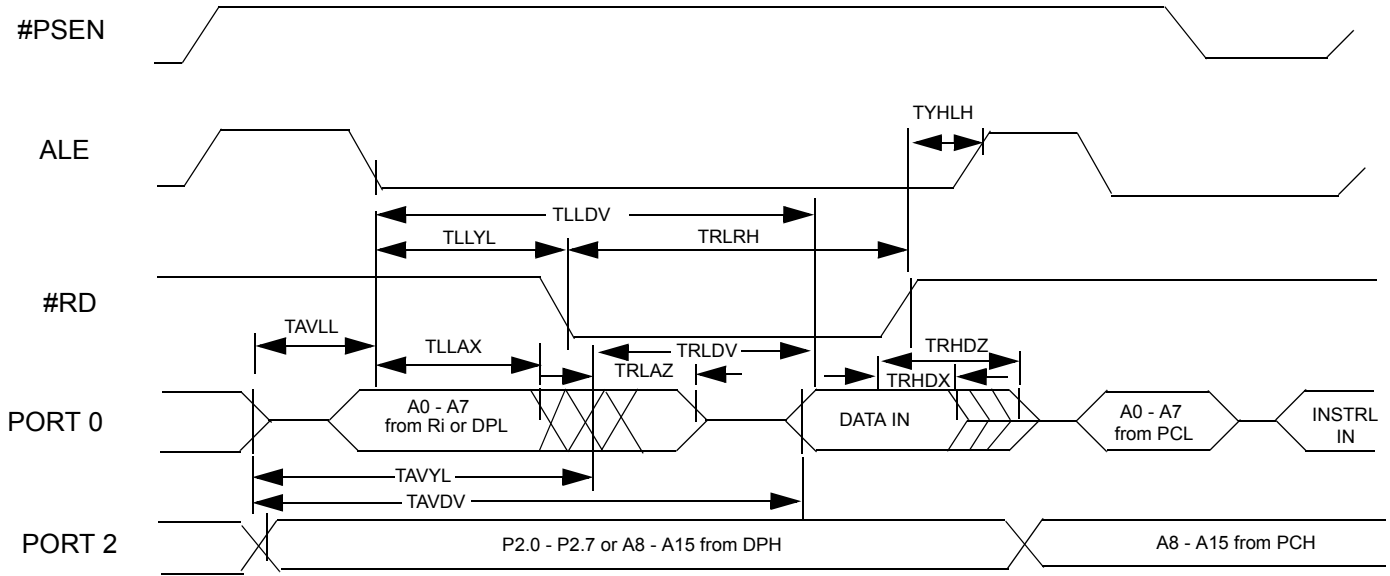 #PSEN
TYHLH
ALE
TLLDV
TLLYL
TRLRH
#RD
TAVLL
TLLAX
TRLDV
TRHDZ
TRLAZ
TRHDX
PORT 0
A0 - A7
from Ri or DPL
DATA IN
A0 - A7
from PCL
INSTRL
IN
TAVYL
TAVDV
PORT 2
P2.0 - P2.7 or A8 - A15 from DPH
A8 - A15 from PCH